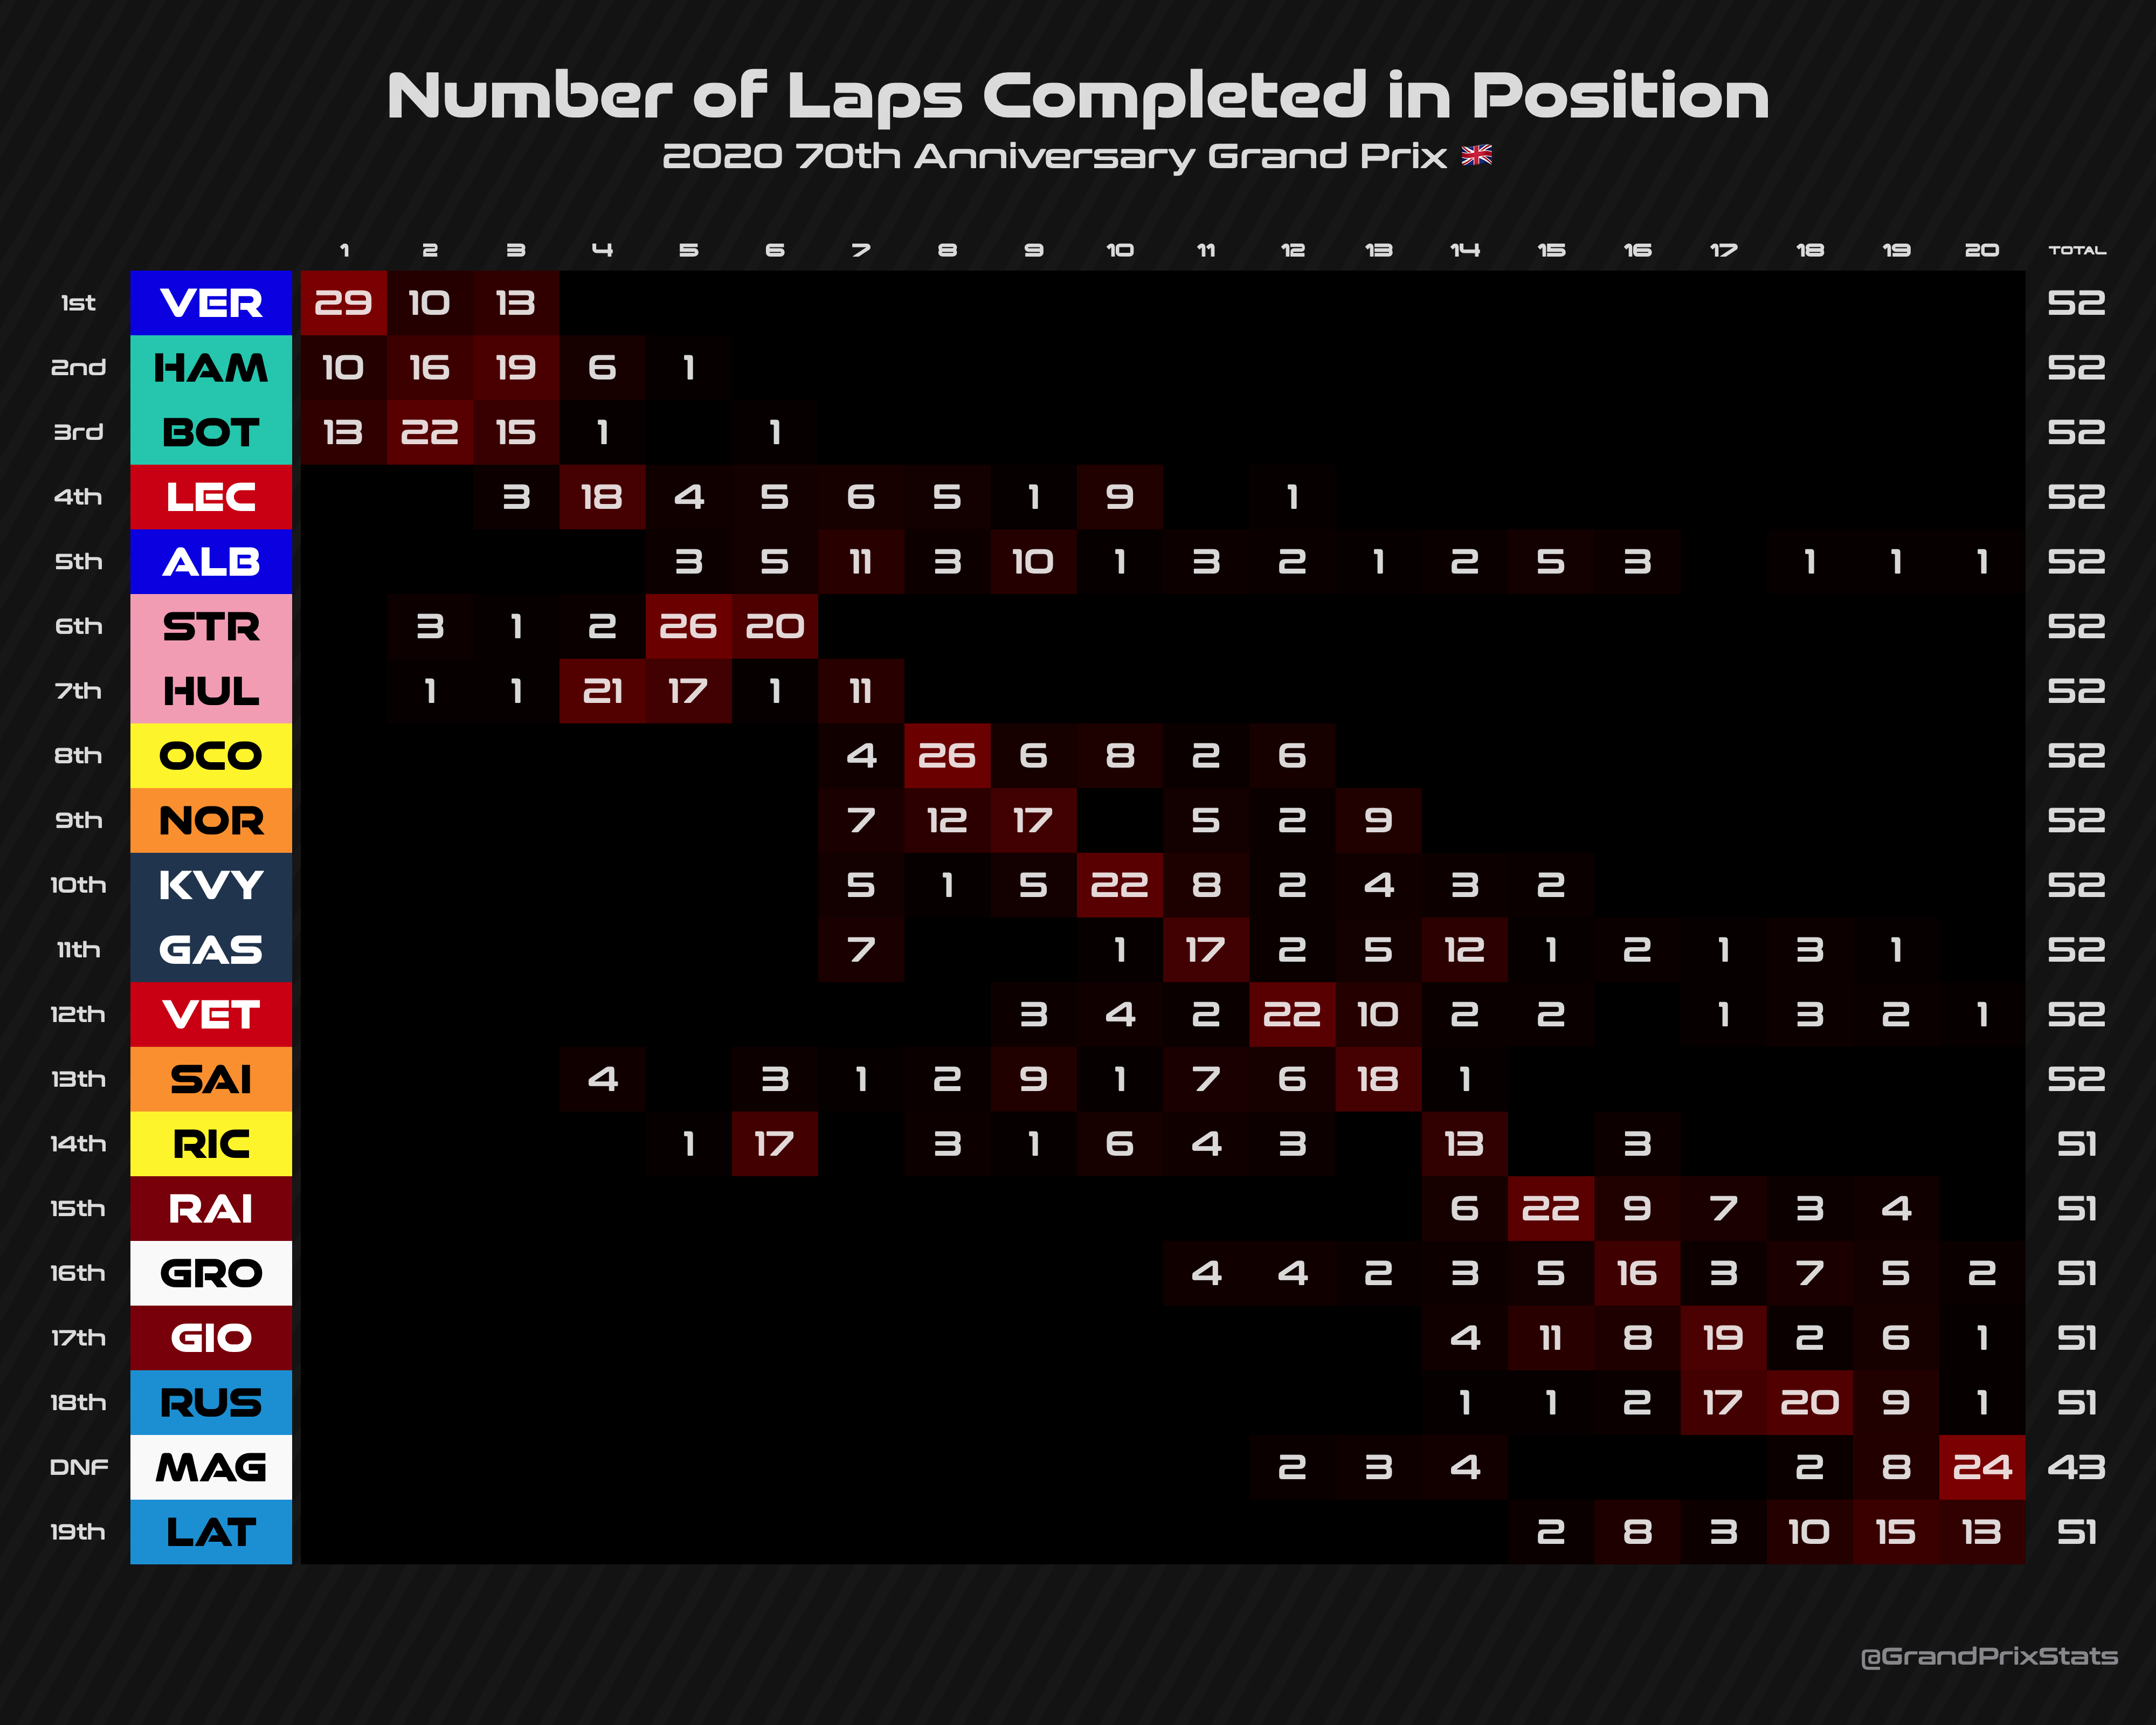 Number of Laps Completed in Position
2020 70th Anniversary Grand Prix
1 2 3 4 5 6 7 8 9 10 11 12 13 14 15 16 17 18 19 20 TOTAL
1st VER 29 10 13 52
2nd HAM 10 16 19 6 1 52
3rd BOT 13 22 15 1 1 52
4th LEC 3 18 4 5 6 5 1 9 1 52
5th ALB 3 5 11 3 10 1 3 2 1 2 5 3 1 1 1 52
6th STR 3 1 2 26 20 52
7th HUL 1 1 21 17 1 11 52
8th OCO 4 26 6 8 2 6 52
9th NOR 7 12 17 5 2 9 52
10th KVY 5 1 5 22 8 2 4 3 2 52
11th GAS 7 1 17 2 5 12 1 2 1 3 1 52
12th VET 3 4 2 22 10 2 2 1 3 2 1 52
13th SAI 4 3 1 2 9 1 7 6 18 1 52
14th RIC 1 17 3 1 6 4 3 13 3 51
15th RAI 6 22 9 7 3 4 51
16th GRO 4 4 2 3 5 16 3 7 5 2 51
17th GIO 4 11 8 19 2 6 1 51
18th RUS 1 1 2 17 20 9 1 51
DNF MAG 2 3 4 2 8 24 43
19th LAT 2 8 3 10 15 13 51
@GrandPrixStats